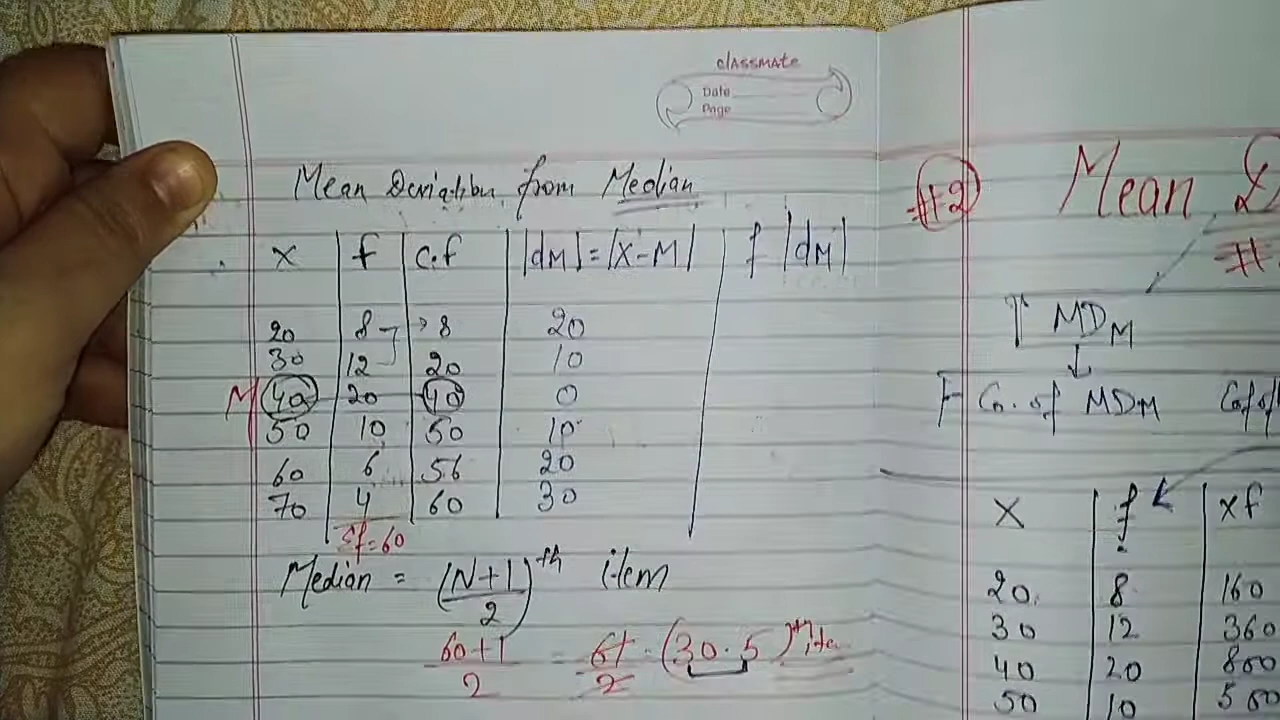 classmate
Date
Page
Mean Deviation from Median
x f c.f |dM| = |X-M| f |dM|
20 8 8 20
30 12 20 10
M 40 20 40 0
50 10 50 10
60 6 56 20
70 4 60 30
Σf=60
Median = (N+1)th item
2
60+1 = 61 (30.5)th
2 2
#2 Mean
MDM
Co. of MDM
X f xf
20 8 160
30 12 360
40 20 800
50 10 500